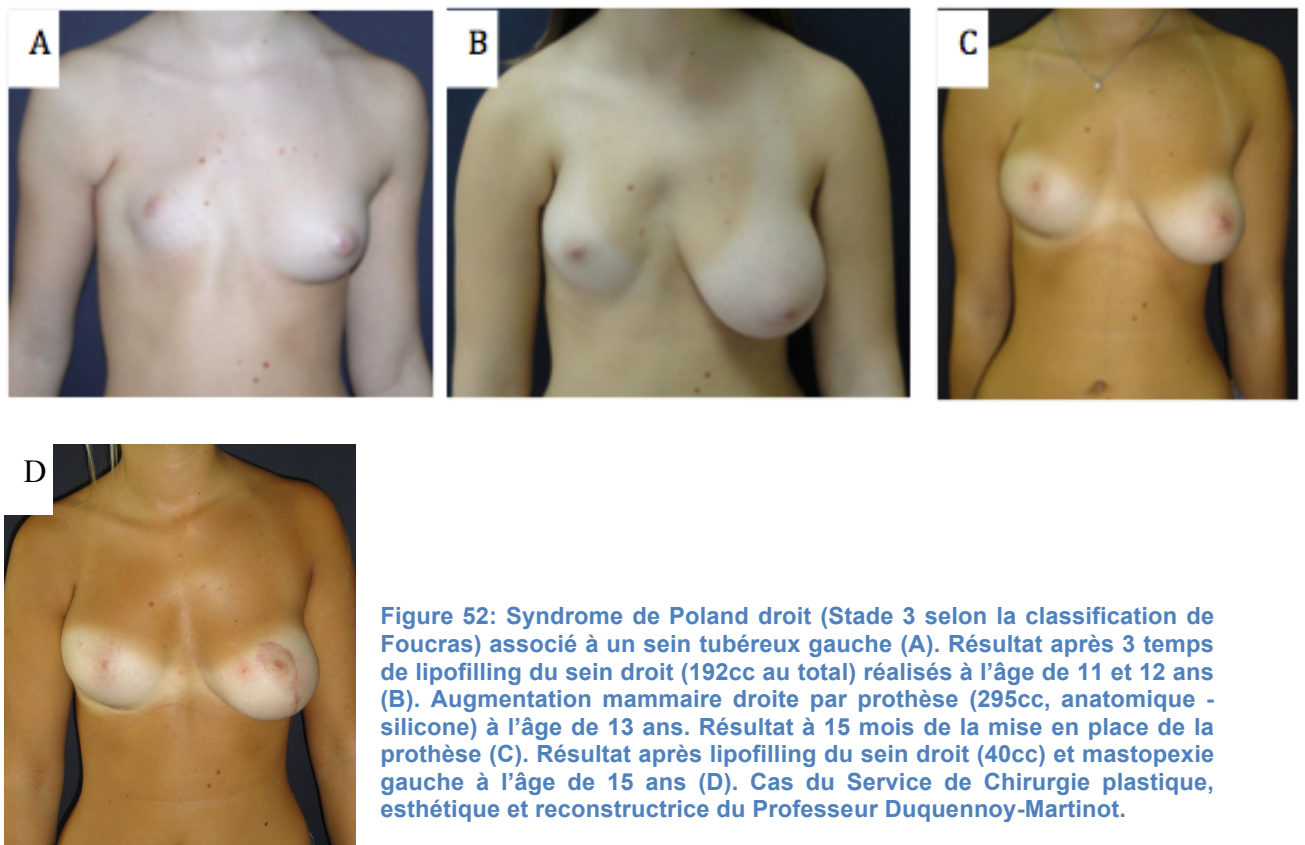 A
B
C
D
Figure 52: Syndrome de Poland droit (Stade 3 selon la classification de
Foucras) associé à un sein tubéreux gauche (A). Résultat après 3 temps
de lipofilling du sein droit (192cc au total) réalisés à l'âge de 11 et 12 ans
(B). Augmentation mammaire droite par prothèse (295cc, anatomique -
silicone) à l'âge de 13 ans. Résultat à 15 mois de la mise en place de la
prothèse (C). Résultat après lipofilling du sein droit (40cc) et mastopexie
gauche à l'âge de 15 ans (D). Cas du Service de Chirurgie plastique,
esthétique et reconstructrice du Professeur Duquennoy-Martinot.